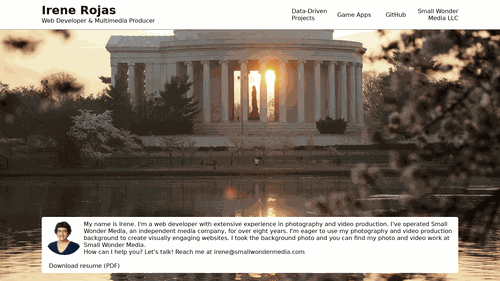 Irene Rojas
Web Developer & Multimedia Producer
Data-Driven
Projects
Game Apps
GitHub
Small Wonder
Media LLC
My name is Irene. I'm a web developer with extensive experience in photography and video production. I've operated Small
Wonder Media, an independent media company, for over eight years. I'm eager to use my photography and video production
background to create visually engaging websites. I took the background photo and you can find my photo and video work at
Small Wonder Media.
How can I help you? Let's talk! Reach me at irene@smallwondermedia.com
Download resume (PDF)